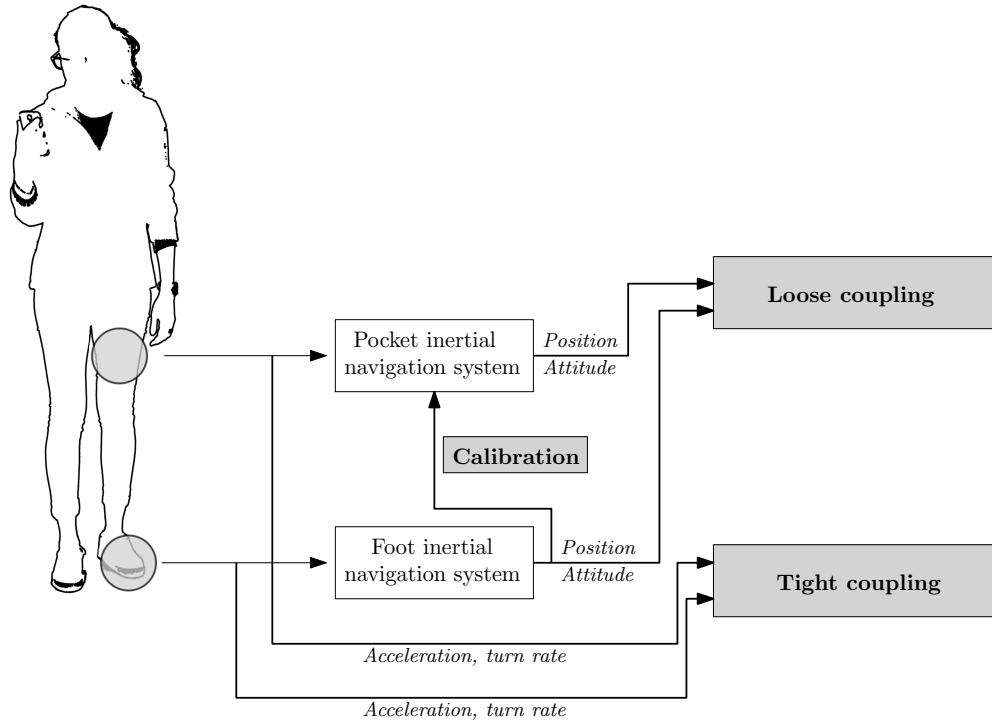 Loose coupling
Pocket inertial
navigation system
Position
Attitude
Calibration
Foot inertial
navigation system
Position
Attitude
Tight coupling
Acceleration, turn rate
Acceleration, turn rate